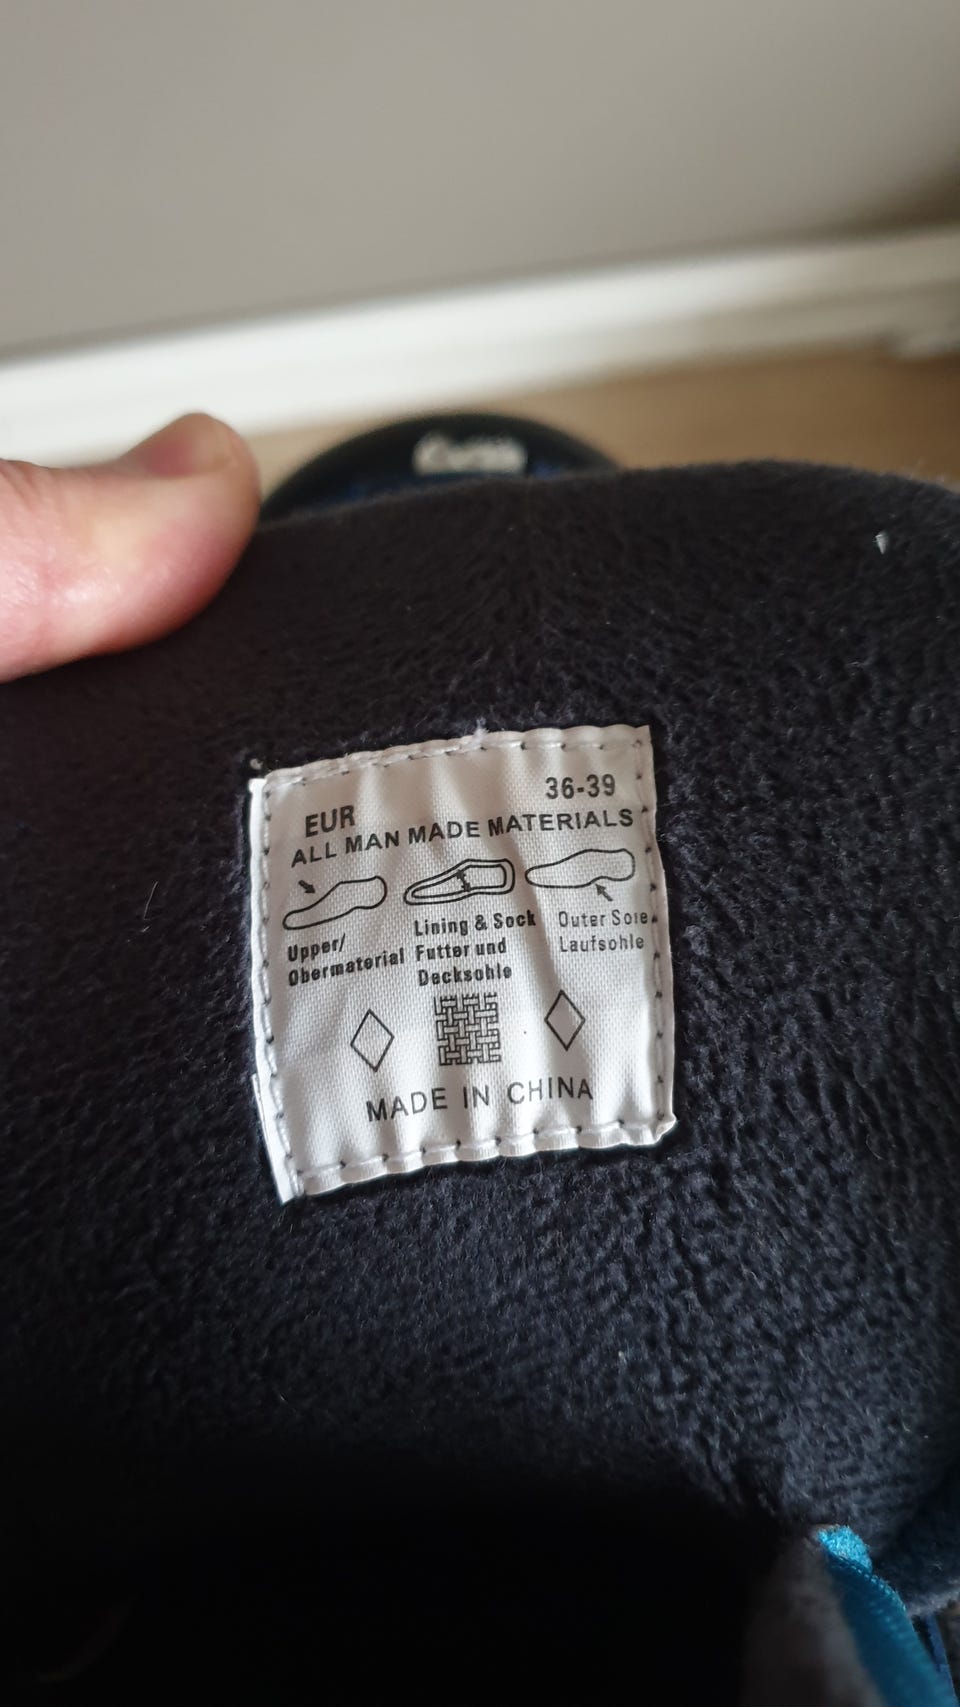 EUR 36-39
ALL MAN MADE MATERIALS
Upper/
Obermaterial
Lining & Sock
Futter und
Decksohle
Outer Sole
Laufsohle
MADE IN CHINA